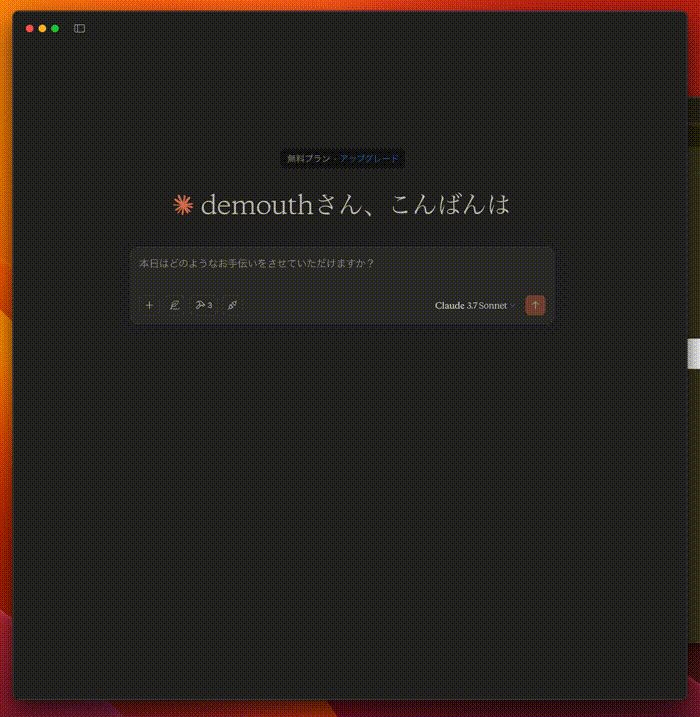 無料プラン · アップグレード
demouthさん、こんばんは
本日はどのようなお手伝いをさせていただけますか？
3
Claude 3.7 Sonnet